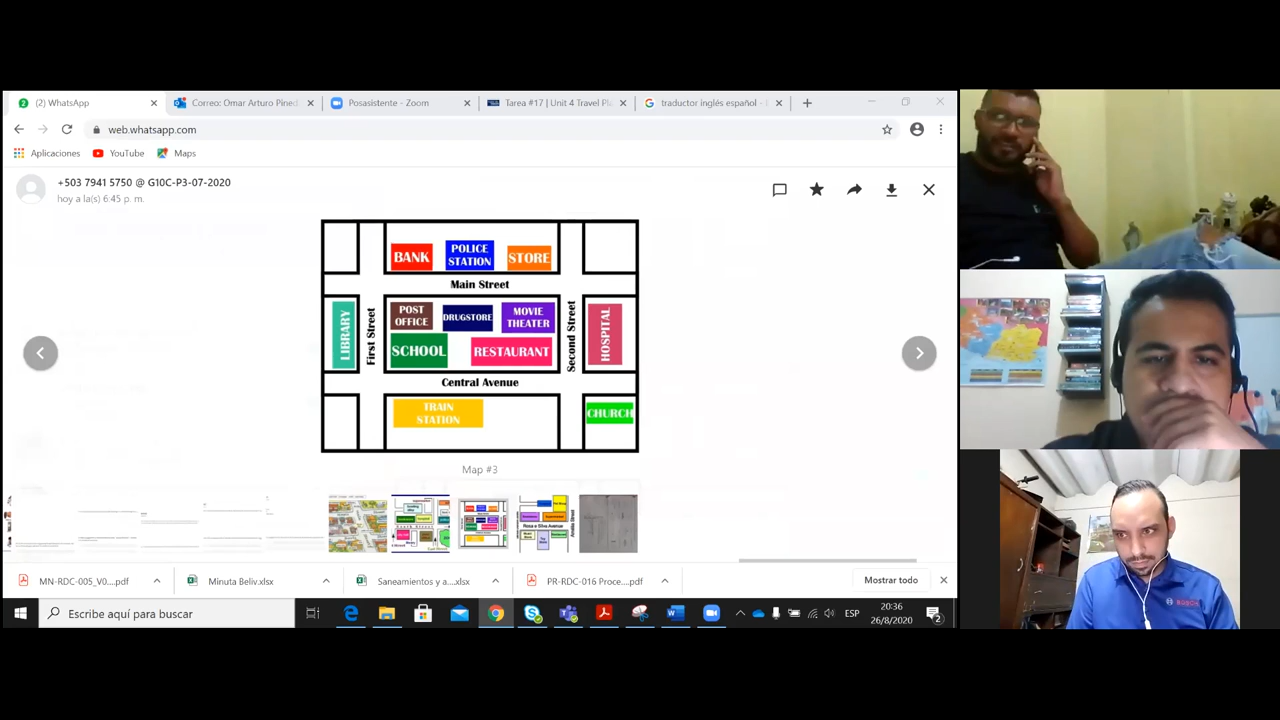 (2) WhatsApp
Correo: Omar Arturo Pined
Posasistente - Zoom
Tarea #17 | Unit 4 Travel Pl
traductor inglés español -
web.whatsapp.com
Aplicaciones
YouTube
Maps
+503 7941 5750 @ G10C-P3-07-2020
hoy a la(s) 6:45 p. m.
BANK
POLICE
STATION
STORE
Main Street
LIBRARY
First Street
POST
OFFICE
DRUGSTORE
MOVIE
THEATER
SCHOOL
RESTAURANT
Second Street
HOSPITAL
Central Avenue
TRAIN
STATION
CHURCH
Map #3
MN-RDC-005_V0....pdf
Minuta Beliv.xlsx
Saneamientos y a....xlsx
PR-RDC-016 Proce....pdf
Mostrar todo
Escribe aquí para buscar
ESP
20:36
26/8/2020
2
BOSCH